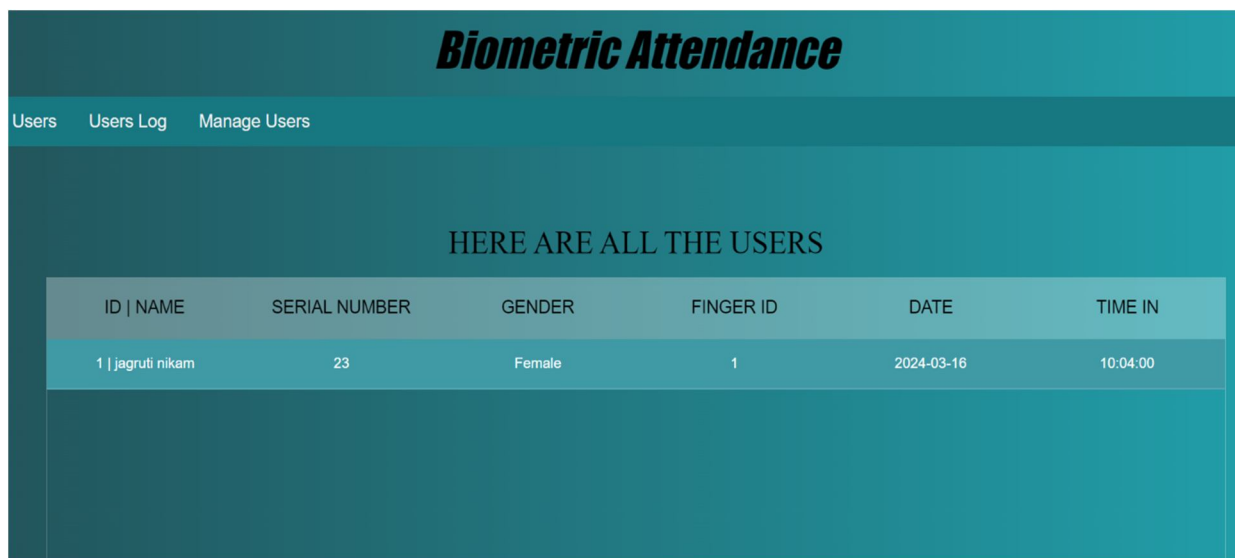 Biometric Attendance
Users Users Log Manage Users
HERE ARE ALL THE USERS
ID | NAME SERIAL NUMBER GENDER FINGER ID DATE TIME IN
1 | jagruti nikam 23 Female 1 2024-03-16 10:04:00